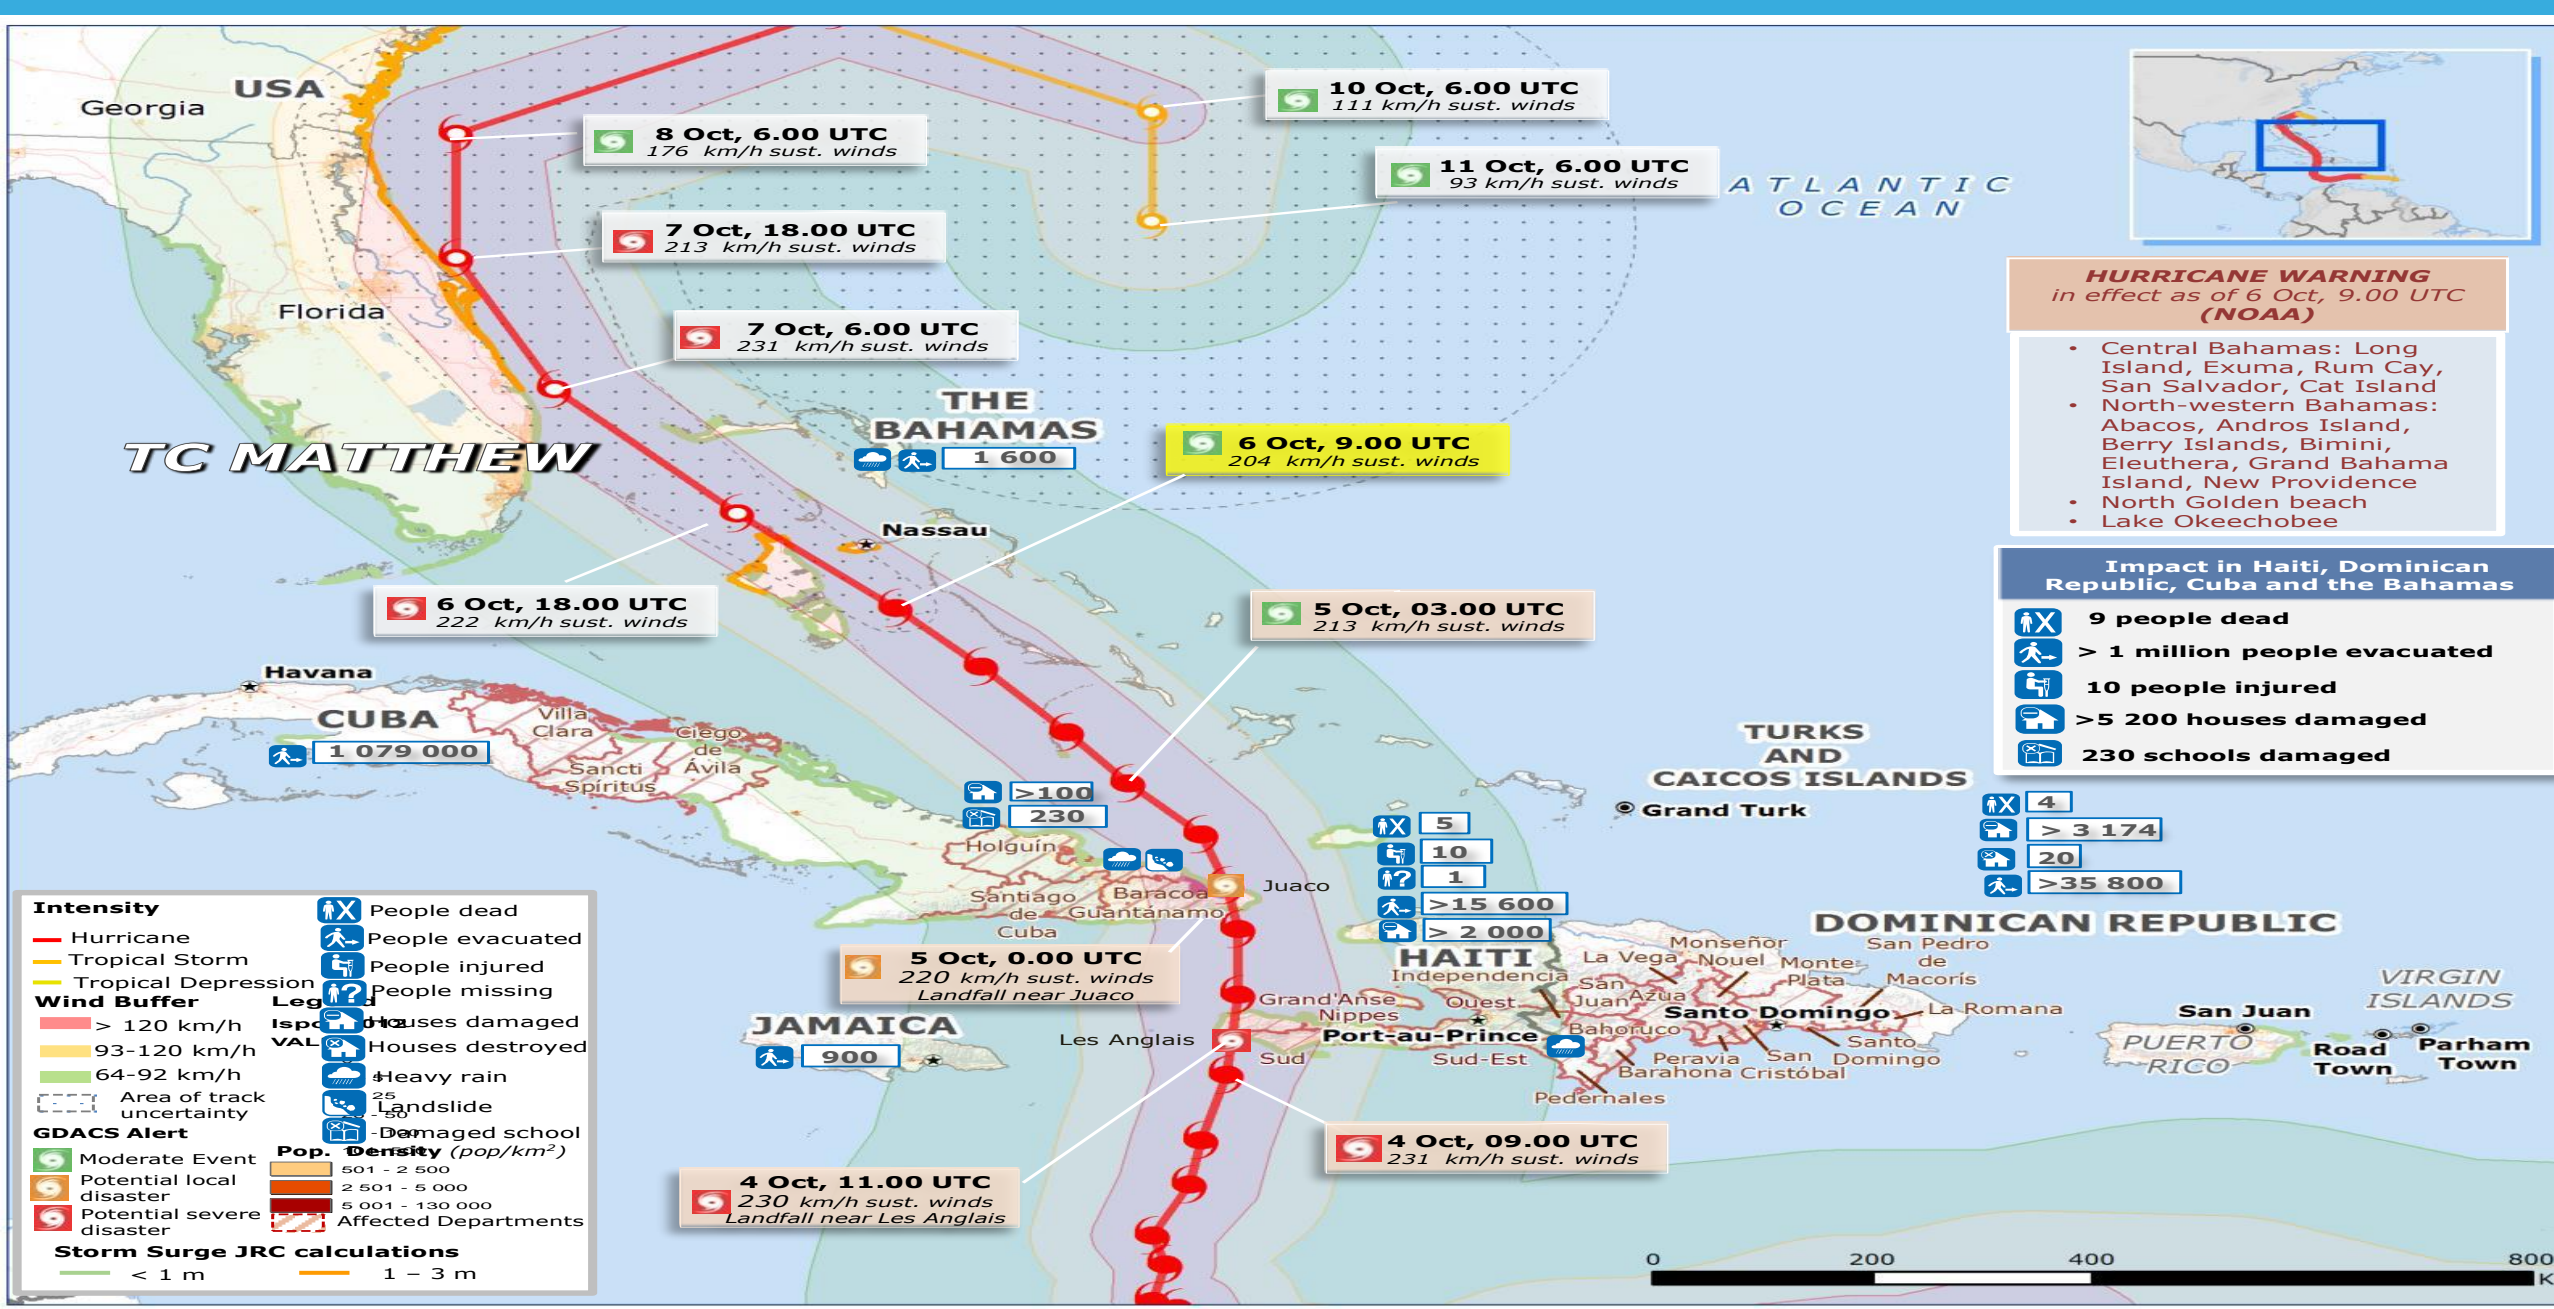 USA
Georgia
Florida
8 Oct, 6.00 UTC
176 km/h sust. winds
7 Oct, 18.00 UTC
213 km/h sust. winds
7 Oct, 6.00 UTC
231 km/h sust. winds
10 Oct, 6.00 UTC
111 km/h sust. winds
11 Oct, 6.00 UTC
93 km/h sust. winds
ATLANTIC
OCEAN
HURRICANE WARNING
in effect as of 6 Oct, 9.00 UTC
(NOAA)
• Central Bahamas: Long
Island, Exuma, Rum Cay,
San Salvador, Cat Island
• North-western Bahamas:
Abacos, Andros Island,
Berry Islands, Bimini,
Eleuthera, Grand Bahama
Island, New Providence
• North Golden beach
• Lake Okeechobee
Impact in Haiti, Dominican
Republic, Cuba and the Bahamas
9 people dead
> 1 million people evacuated
10 people injured
>5 200 houses damaged
230 schools damaged
TC MATTHEW
THE
BAHAMAS
1 600
Nassau
6 Oct, 9.00 UTC
204 km/h sust. winds
6 Oct, 18.00 UTC
222 km/h sust. winds
5 Oct, 03.00 UTC
213 km/h sust. winds
Havana
CUBA
1 079 000
Villa
Clara
Ciego
de
Ávila
Sancti
Spíritus
>100
230
Holguín
Santiago
de
Cuba
Baracoa
Guantánamo
Juaco
5 Oct, 0.00 UTC
220 km/h sust. winds
Landfall near Juaco
TURKS
AND
CAICOS ISLANDS
Grand Turk
5
10
1
>15 600
> 2 000
HAITI
4
> 3 174
20
>35 800
DOMINICAN REPUBLIC
Independencia
La Vega
Monseñor
Nouel
Monte
Plata
San Pedro
de
Macorís
San
Juan
Azua
Santo Domingo
La Romana
Bahoruco
Peravia
San
Cristóbal
Santo
Domingo
Barahona
Pedernales
Grand'Anse
Nippes
Ouest
Port-au-Prince
Sud
Sud-Est
Les Anglais
JAMAICA
900
VIRGIN
ISLANDS
San Juan
PUERTO
RICO
Road
Town
Parham
Town
4 Oct, 09.00 UTC
231 km/h sust. winds
4 Oct, 11.00 UTC
230 km/h sust. winds
Landfall near Les Anglais
Intensity
Hurricane
Tropical Storm
Tropical Depression
Wind Buffer
> 120 km/h
93-120 km/h
64-92 km/h
Area of track
uncertainty
GDACS Alert
Moderate Event
Potential local
disaster
Potential severe
disaster
People dead
People evacuated
People injured
People missing
Houses damaged
Houses destroyed
Heavy rain
Landslide
Damaged school
Pop. Density (pop/km²)
501 - 2 500
2 501 - 5 000
5 001 - 130 000
Affected Departments
Storm Surge JRC calculations
< 1 m
1 – 3 m
0 200 400 800